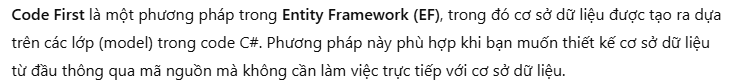 Code First là một phương pháp trong Entity Framework (EF), trong đó cơ sở dữ liệu được tạo ra dựa
trên các lớp (model) trong code C#. Phương pháp này phù hợp khi bạn muốn thiết kế cơ sở dữ liệu
từ đầu thông qua mã nguồn mà không cần làm việc trực tiếp với cơ sở dữ liệu.